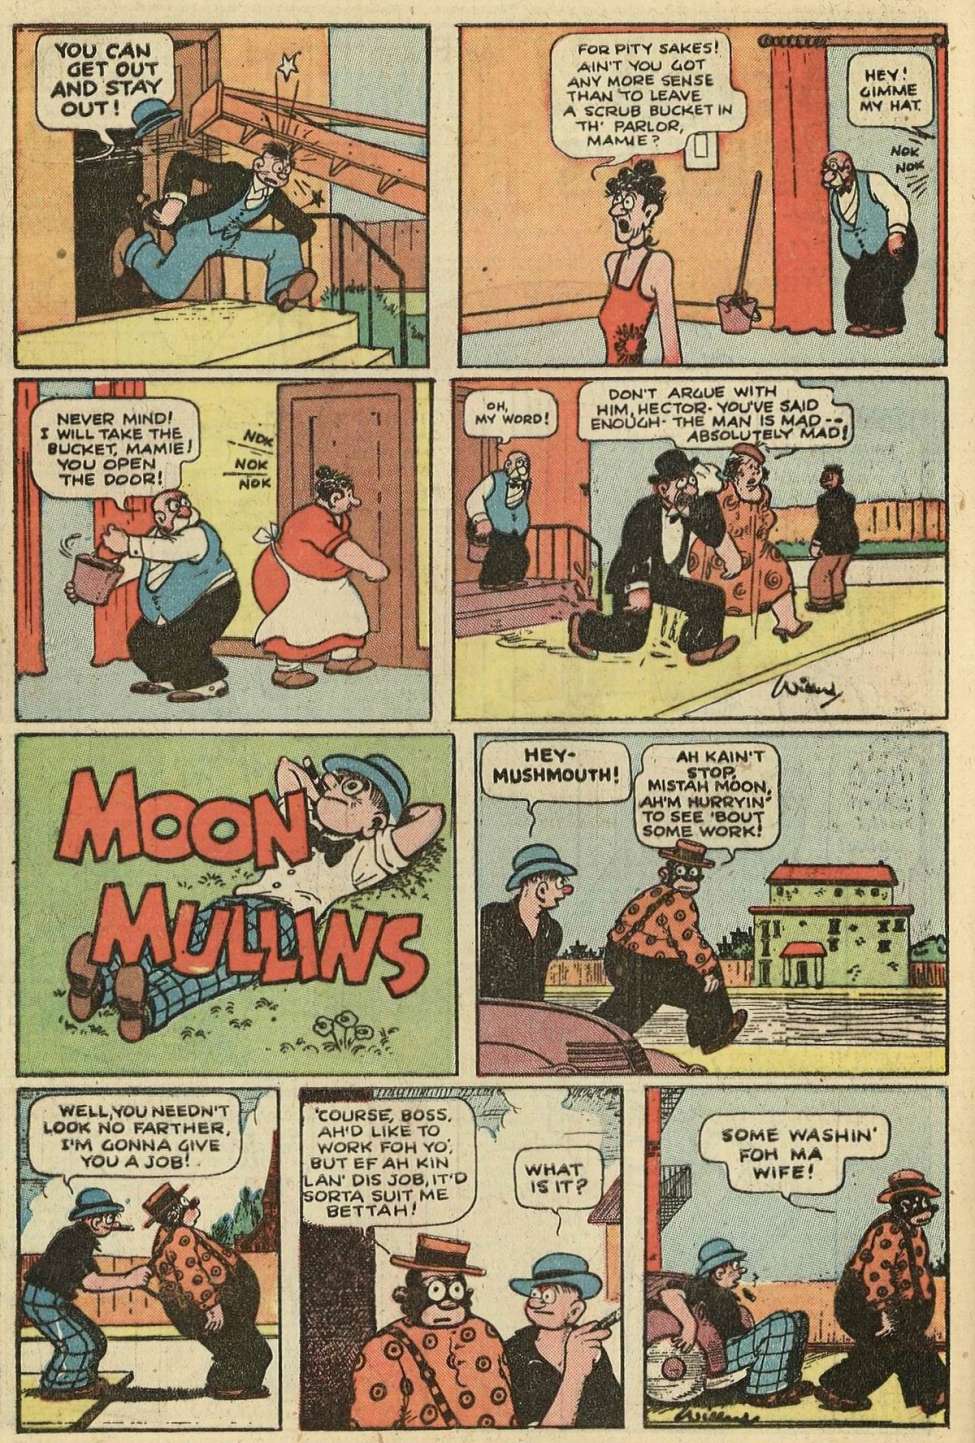 YOU CAN
GET OUT
AND STAY
OUT!
FOR PITY SAKES!
AIN'T YOU GOT
ANY MORE SENSE
THAN TO LEAVE
A SCRUB BUCKET IN
TH' PARLOR,
MAMIE?
HEY!
GIMME
MY HAT.
NOK
NOK
NEVER MIND!
I WILL TAKE THE
BUCKET, MAMIE!
YOU OPEN
THE DOOR!
NOK
NOK
NOK
OH,
MY WORD!
DON'T ARGUE WITH
HIM, HECTOR- YOU'VE SAID
ENOUGH- THE MAN IS MAD--
ABSOLUTELY MAD!
Willard
MOON
MULLINS
HEY-
MUSHMOUTH!
AH KAIN'T
STOP,
MISTAH MOON,
AH'M HURRYIN'
TO SEE 'BOUT
SOME WORK!
WELL, YOU NEEDN'T
LOOK NO FARTHER,
I'M GONNA GIVE
YOU A JOB!
'COURSE, BOSS,
AH'D LIKE TO
WORK FOH YO',
BUT EF AH KIN
LAN' DIS JOB, IT'D
SORTA SUIT ME
BETTAH!
WHAT
IS IT?
SOME WASHIN'
FOH MA
WIFE!
Willard